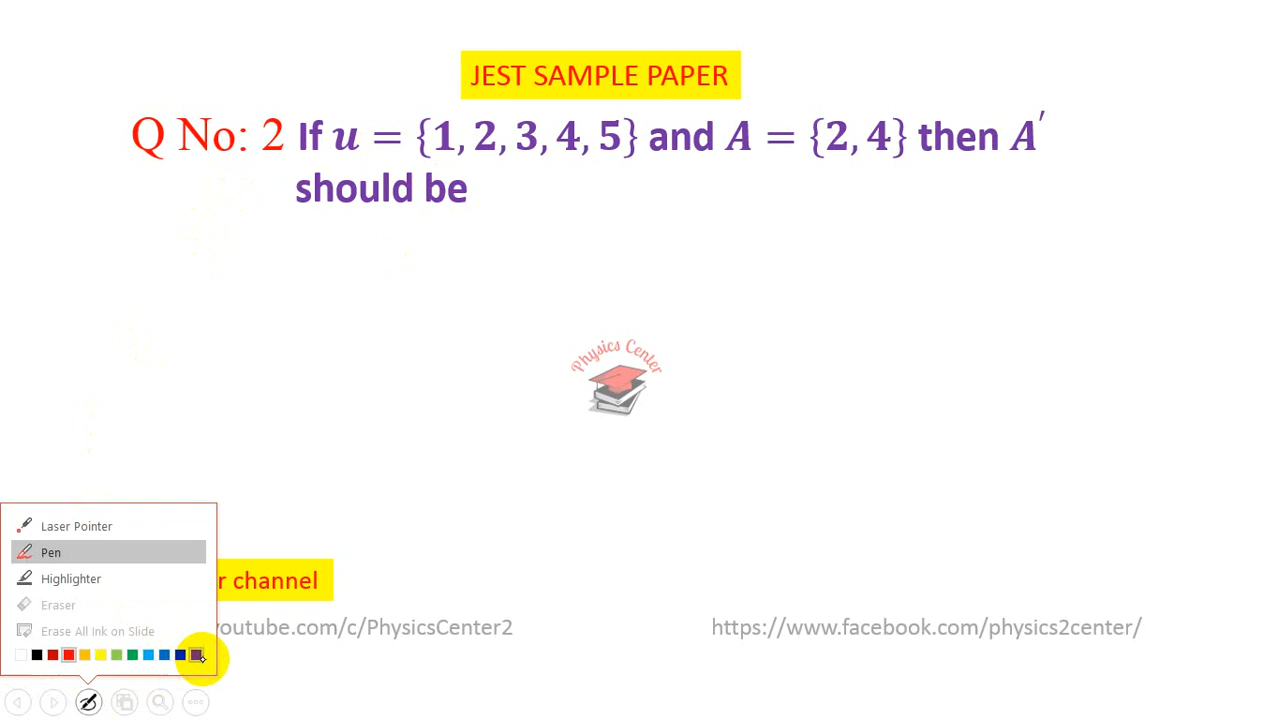 JEST SAMPLE PAPER
Q No: 2 If u = {1, 2, 3, 4, 5} and A = {2, 4} then A′
should be
Physics Center
Laser Pointer
Pen
Highlighter
Eraser
Erase All Ink on Slide
r channel
youtube.com/c/PhysicsCenter2
https://www.facebook.com/physics2center/